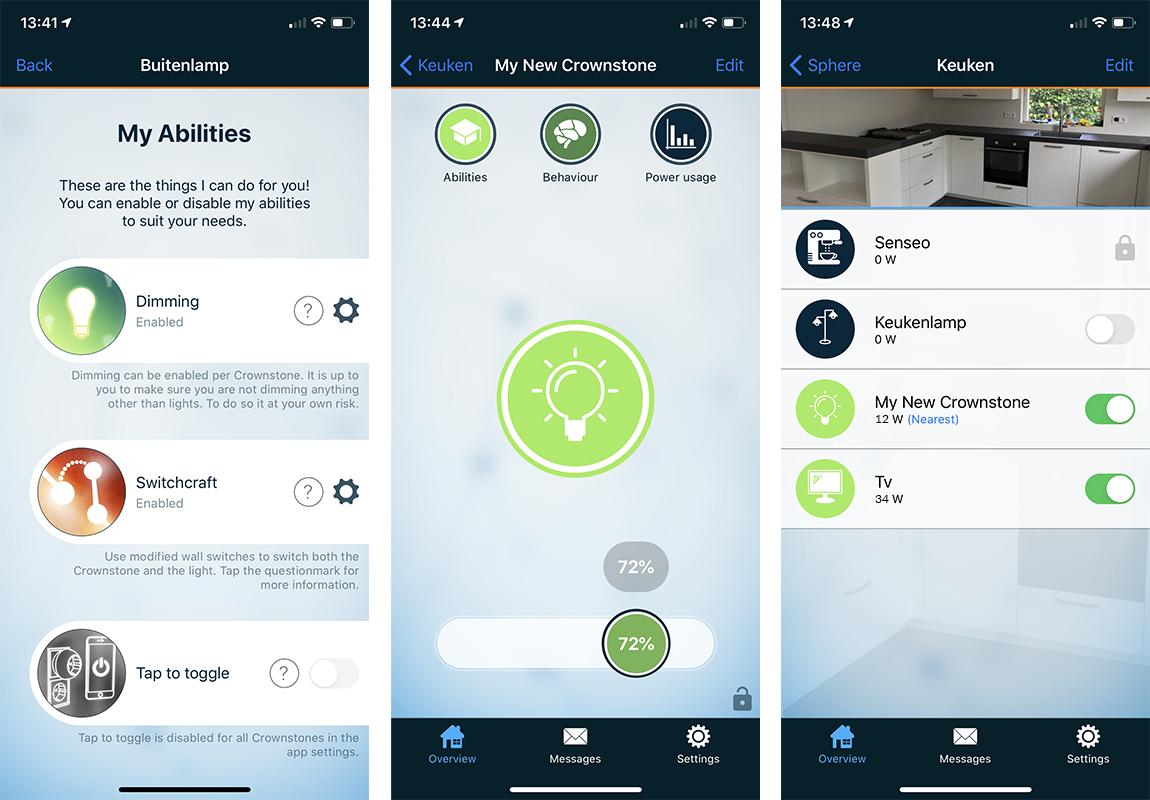 13:41
Back
Buitenlamp
My Abilities
These are the things I can do for you!
You can enable or disable my abilities
to suit your needs.
Dimming
Enabled
?
Dimming can be enabled per Crownstone. It is up to
you to make sure you are not dimming anything
other than lights. To do so it at your own risk.
Switchcraft
Enabled
?
Use modified wall switches to switch both the
Crownstone and the light. Tap the questionmark for
more information.
Tap to toggle
?
Tap to toggle is disabled for all Crownstones in the
app settings.
13:44
Keuken
My New Crownstone
Edit
Abilities
Behaviour
Power usage
72%
72%
Overview
Messages
Settings
13:48
Sphere
Keuken
Edit
Senseo
0 W
Keukenlamp
0 W
My New Crownstone
12 W (Nearest)
Tv
34 W
Overview
Messages
Settings